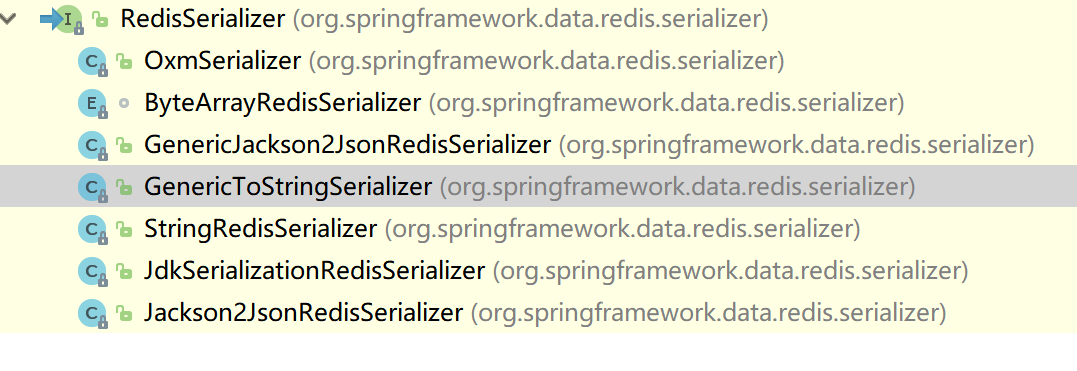 I RedisSerializer (org.springframework.data.redis.serializer)
C OxmSerializer (org.springframework.data.redis.serializer)
E ByteArrayRedisSerializer (org.springframework.data.redis.serializer)
C GenericJackson2JsonRedisSerializer (org.springframework.data.redis.serializer)
C GenericToStringSerializer (org.springframework.data.redis.serializer)
C StringRedisSerializer (org.springframework.data.redis.serializer)
C JdkSerializationRedisSerializer (org.springframework.data.redis.serializer)
C Jackson2JsonRedisSerializer (org.springframework.data.redis.serializer)